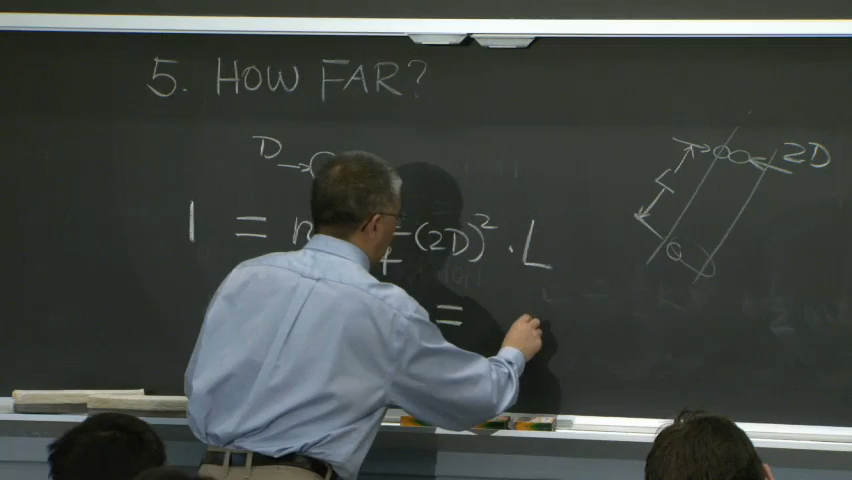 5. HOW FAR?
D
2D
L
1 = n (2D)² · L
=